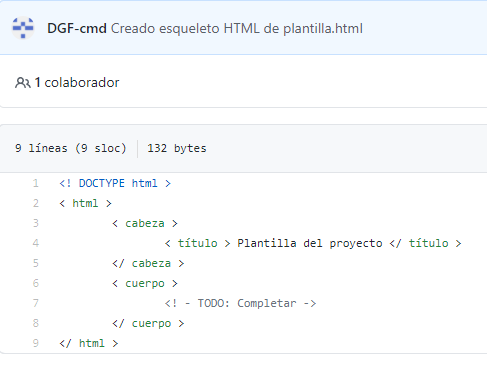 DGF-cmd Creado esqueleto HTML de plantilla.html
1 colaborador
9 líneas (9 sloc) 132 bytes
1 <! DOCTYPE html >
2 < html >
3 < cabeza >
4 < título > Plantilla del proyecto </ título >
5 </ cabeza >
6 < cuerpo >
7 <! - TODO: Completar ->
8 </ cuerpo >
9 </ html >